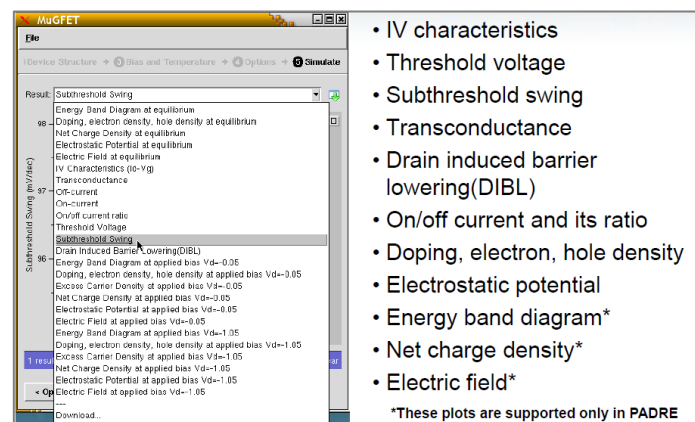 MuGFET
File
Device Structure → 3 Bias and Temperature → 4 Options → 5 Simulate
Result: Subthreshold Swing
Energy Band Diagram at equilibrium
Doping, electron density, hole density at equilibrium
Net Charge Density at equilibrium
Electrostatic Potential at equilibrium
Electric Field at equilibrium
IV Characteristics (Id-Vg)
Transconductance
Off-current
On-current
On/off current ratio
Threshold Voltage
Subthreshold Swing
Drain Induced Barrier Lowering(DIBL)
Energy Band Diagram at applied bias Vd=-0.05
Doping, electron density, hole density at applied bias Vd=-0.05
Excess Carrier Density at applied bias Vd=-0.05
Net Charge Density at applied bias Vd=-0.05
Electrostatic Potential at applied bias Vd=-0.05
Electric Field at applied bias Vd=-0.05
Energy Band Diagram at applied bias Vd=-1.05
Doping, electron density, hole density at applied bias Vd=-1.05
Excess Carrier Density at applied bias Vd=-1.05
Net Charge Density at applied bias Vd=-1.05
Electrostatic Potential at applied bias Vd=-1.05
Electric Field at applied bias Vd=-1.05
---
Download...
98
97
96
Subthreshold Swing (mV/dec)
1 resul
ar
< Op
• IV characteristics
• Threshold voltage
• Subthreshold swing
• Transconductance
• Drain induced barrier
lowering(DIBL)
• On/off current and its ratio
• Doping, electron, hole density
• Electrostatic potential
• Energy band diagram*
• Net charge density*
• Electric field*
*These plots are supported only in PADRE